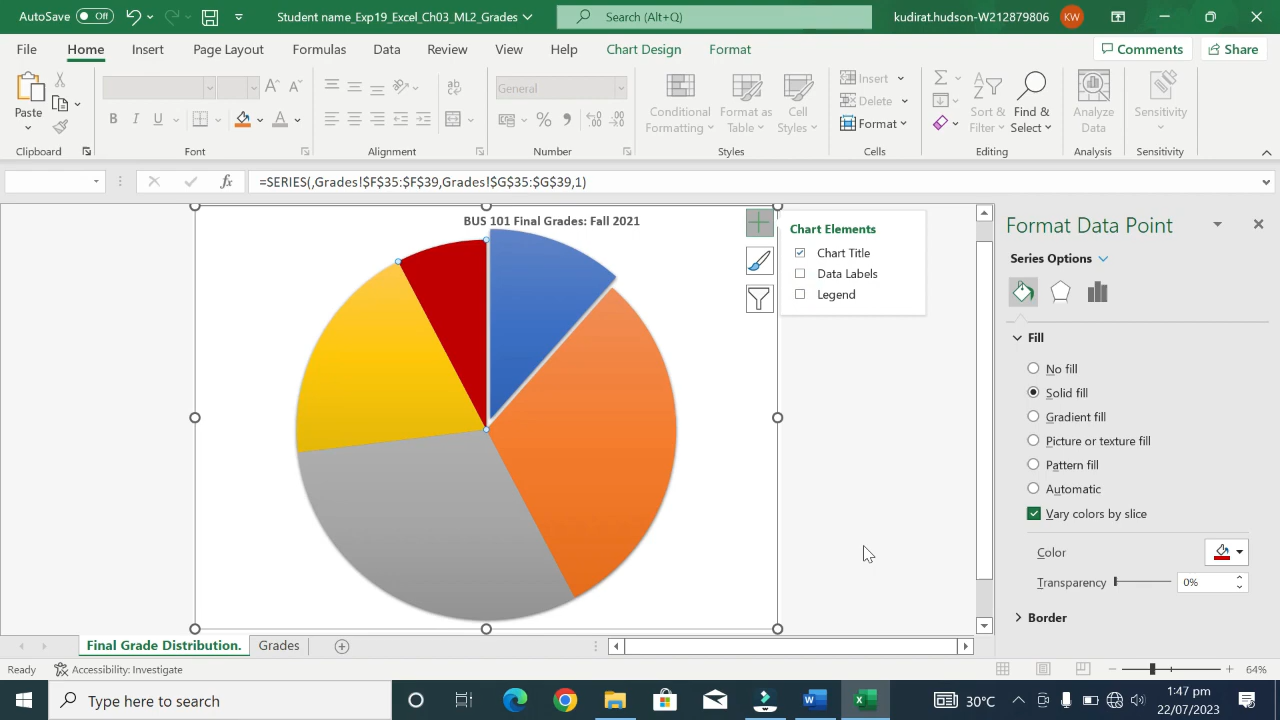 AutoSave Off Student name_Exp19_Excel_Ch03_ML2_Grades Search (Alt+Q) kudirat.hudson-W212879806 KW
File Home Insert Page Layout Formulas Data Review View Help Chart Design Format Comments Share
Paste
B I U
General
Conditional Formatting
Format as Table
Cell Styles
Insert
Delete
Format
Sort & Filter
Find & Select
Analyze Data
Sensitivity
Clipboard Font Alignment Number Styles Cells Editing Analysis Sensitivity
fx =SERIES(,Grades!$F$35:$F$39,Grades!$G$35:$G$39,1)
BUS 101 Final Grades: Fall 2021
Chart Elements
Chart Title
Data Labels
Legend
Format Data Point
Series Options
Fill
No fill
Solid fill
Gradient fill
Picture or texture fill
Pattern fill
Automatic
Vary colors by slice
Color
Transparency 0%
Border
Final Grade Distribution. Grades
Ready Accessibility: Investigate 64%
Type here to search 30°C 1:47 pm
22/07/2023